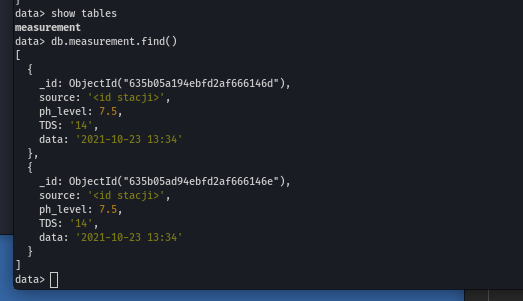 data> show tables
measurement
data> db.measurement.find()
[
  {
    _id: ObjectId("635b05a194ebfd2af666146d"),
    source: '<id stacji>',
    ph_level: 7.5,
    TDS: '14',
    data: '2021-10-23 13:34'
  },
  {
    _id: ObjectId("635b05ad94ebfd2af666146e"),
    source: '<id stacji>',
    ph_level: 7.5,
    TDS: '14',
    data: '2021-10-23 13:34'
  }
]
data>